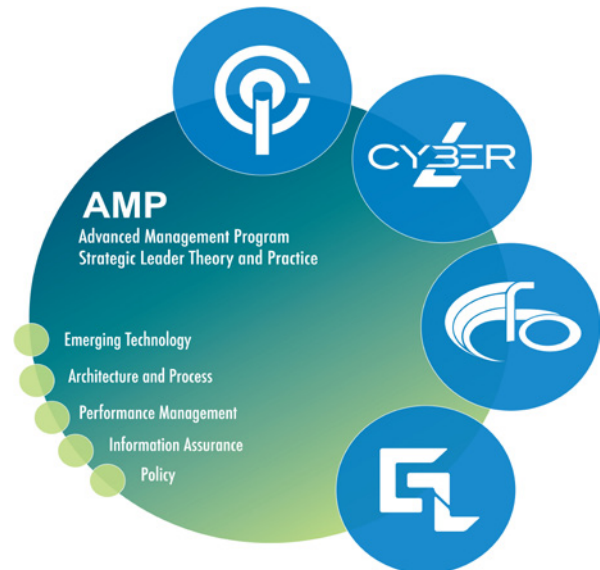 AMP
Advanced Management Program
Strategic Leader Theory and Practice
CYBER
L
cfo
GL
Emerging Technology
Architecture and Process
Performance Management
Information Assurance
Policy